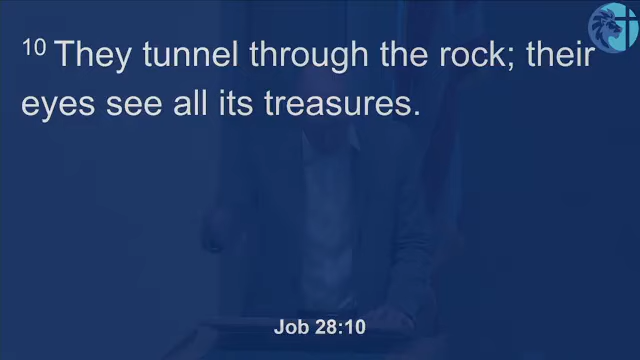 10 They tunnel through the rock; their
eyes see all its treasures.
Job 28:10